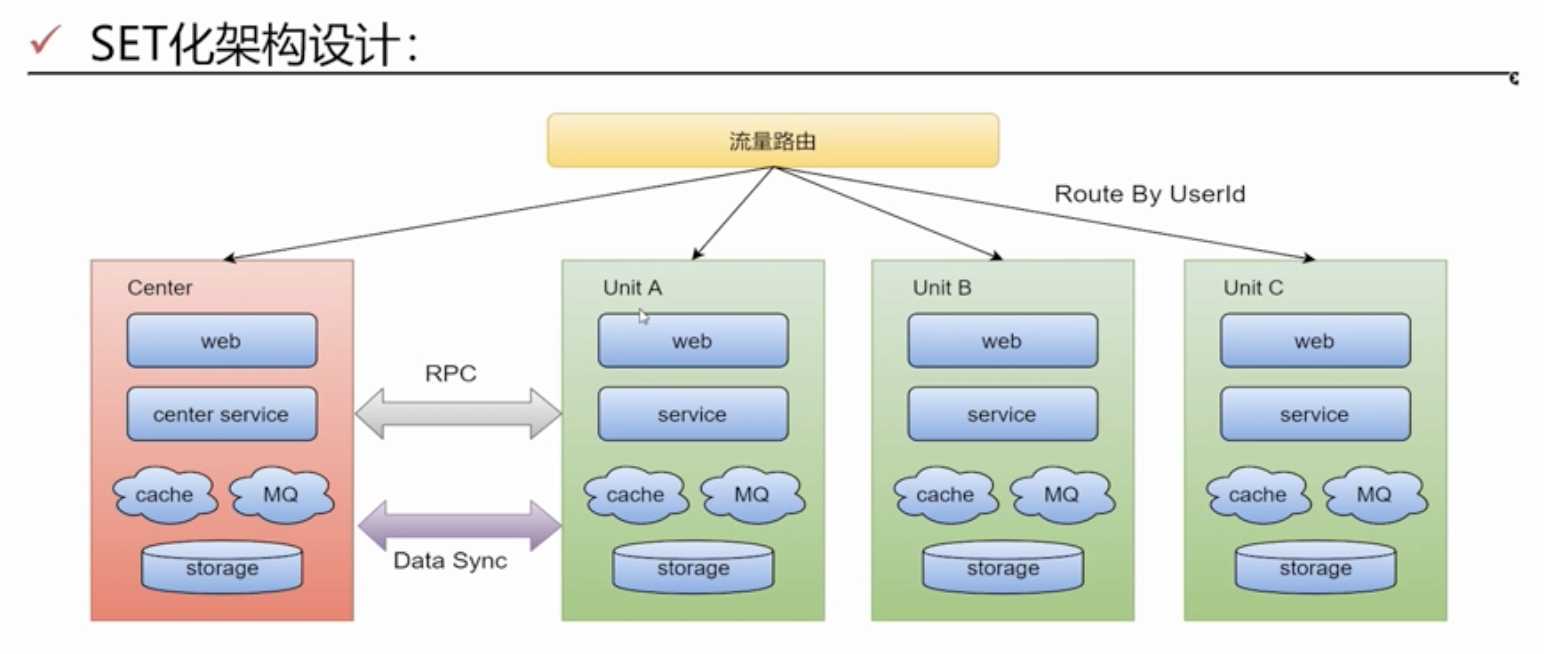 SET化架构设计：
流量路由
Route By UserId
Center
web
center service
cache
MQ
storage
RPC
Data Sync
Unit A
web
service
cache
MQ
storage
Unit B
web
service
cache
MQ
storage
Unit C
web
service
cache
MQ
storage